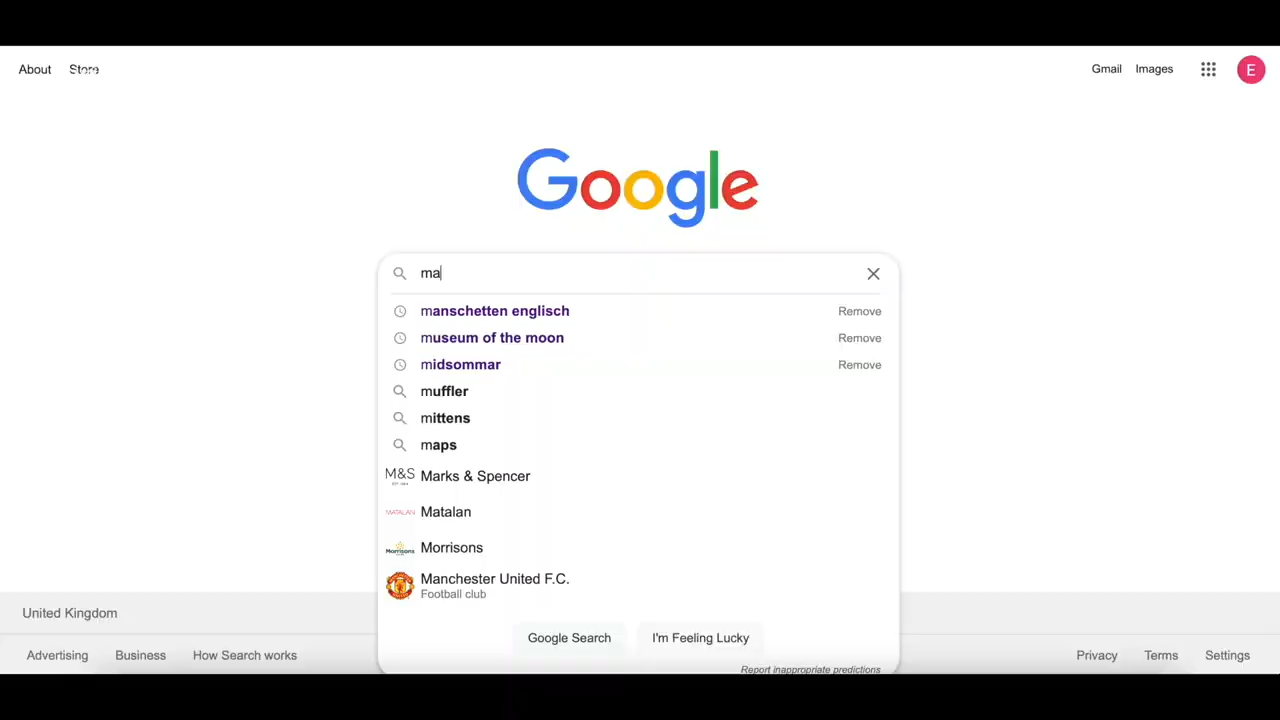 About Store Gmail Images E
Google
ma
manschetten englisch Remove
museum of the moon Remove
midsommar Remove
muffler
mittens
maps
M&S Marks & Spencer
MATALAN Matalan
Morrisons Morrisons
Manchester United F.C.
Football club
United Kingdom
Google Search I'm Feeling Lucky
Advertising Business How Search works Privacy Terms Settings
Report inappropriate predictions